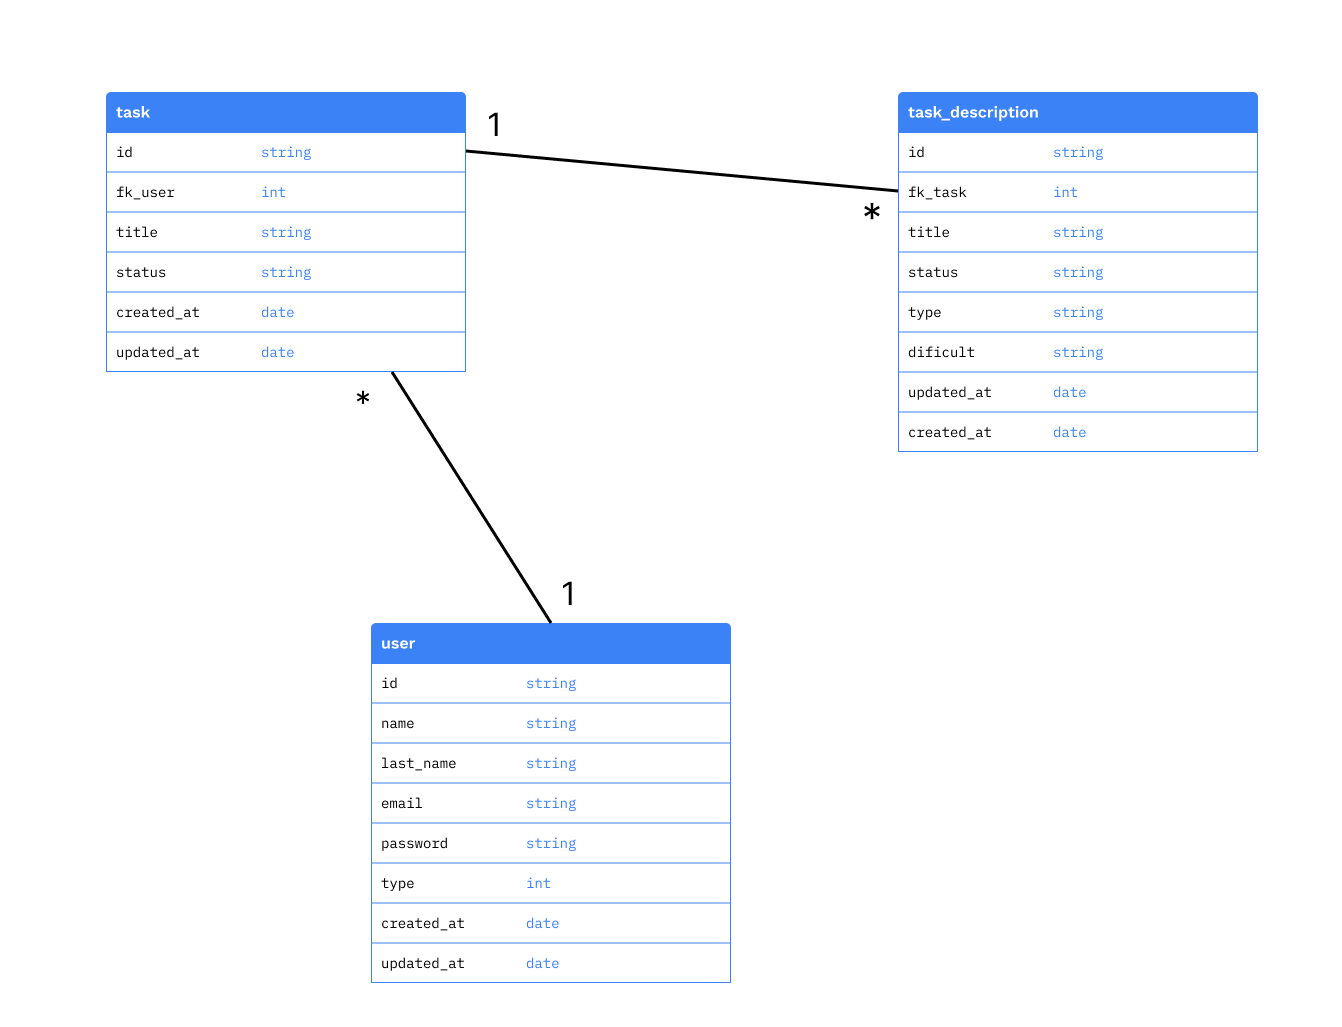 task
id string
fk_user int
title string
status string
created_at date
updated_at date
1
*
task_description
id string
fk_task int
title string
status string
type string
dificult string
updated_at date
created_at date
*
1
user
id string
name string
last_name string
email string
password string
type int
created_at date
updated_at date